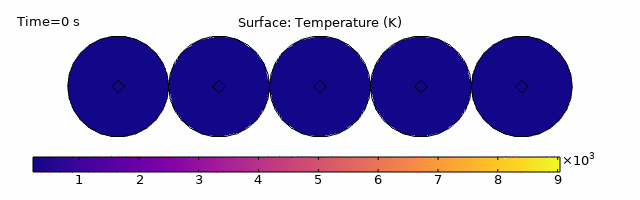 Time=0 s
Surface: Temperature (K)
×10³
1 2 3 4 5 6 7 8 9